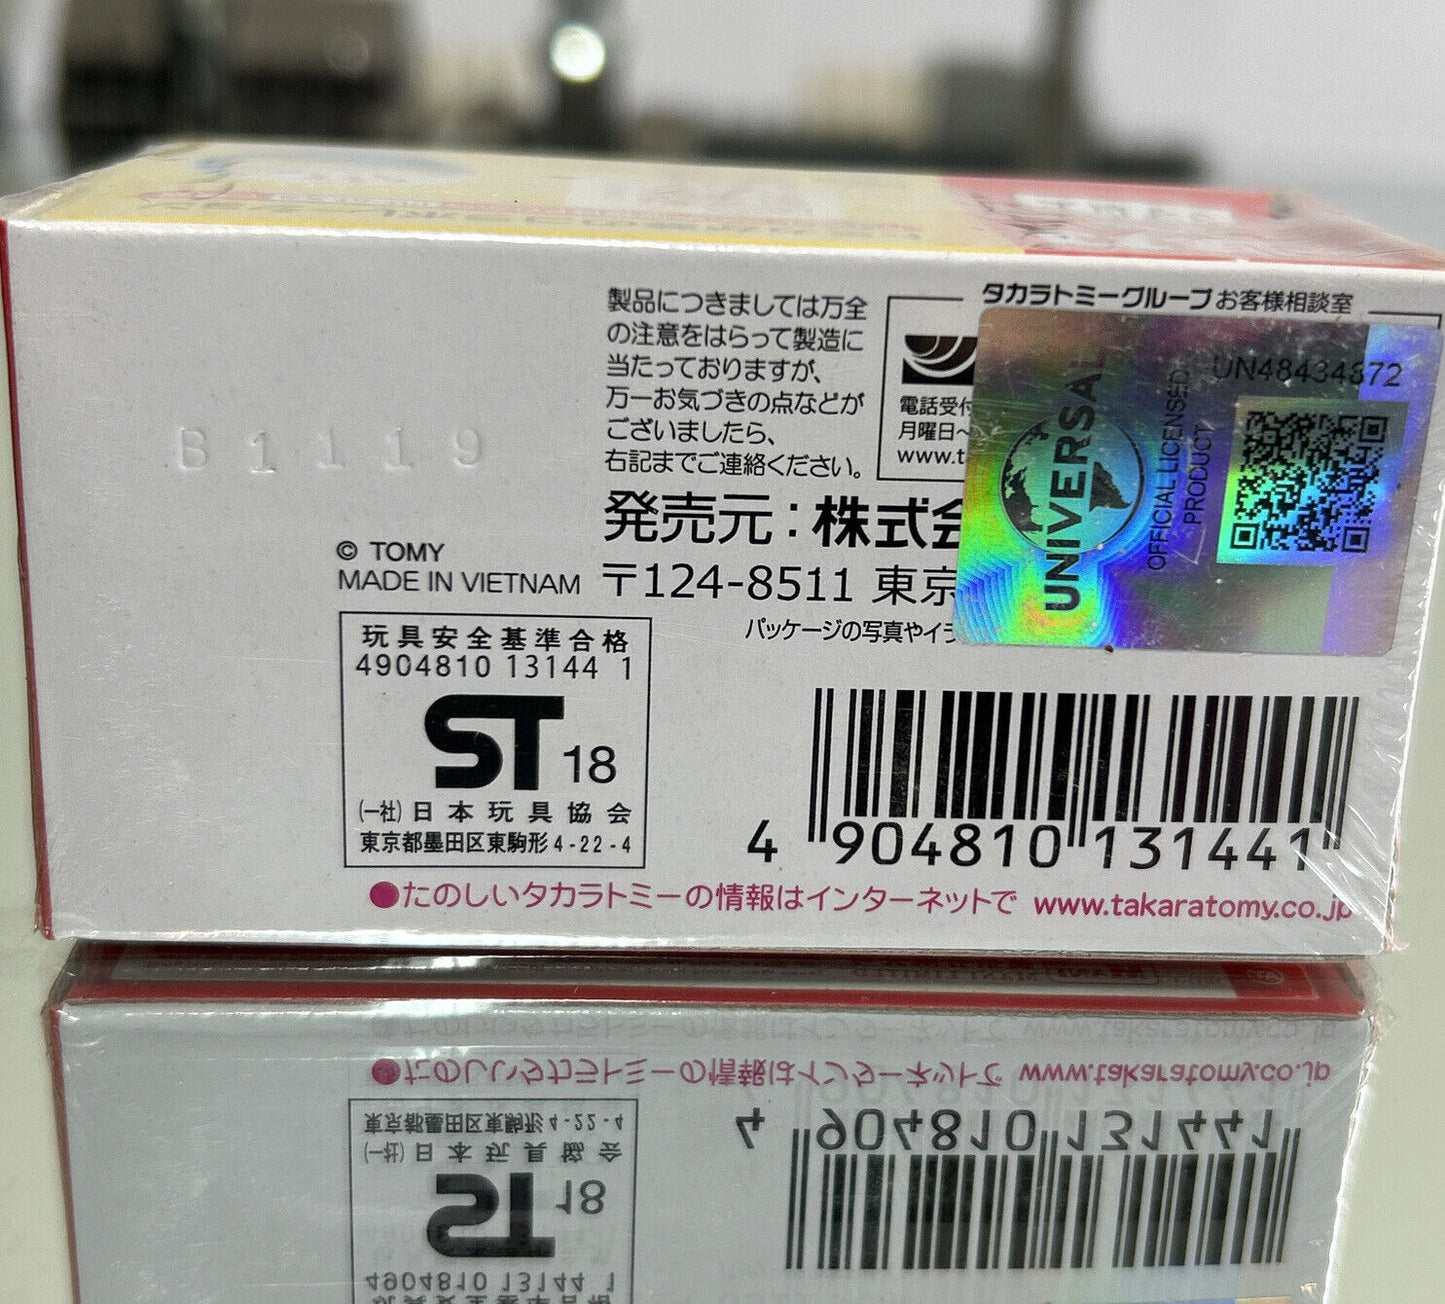 製品につきましては万全
の注意をはらって製造に
当たっておりますが、
万一お気づきの点などが
ございましたら、
右記までご連絡ください。
タカラトミーグループお客様相談室
電話受付
月曜日~
www.t
UN48434872
UNIVERSAL
OFFICIAL LICENSED
PRODUCT
B1119
発売元:株式会
〒124-8511 東京
パッケージの写真やイラ
© TOMY
MADE IN VIETNAM
玩具安全基準合格
4904810 13144 1
ST 18
(一社)日本玩具協会
東京都墨田区東駒形4-22-4
4 904810 131441
●たのしいタカラトミーの情報はインターネットで www.takaratomy.co.jp